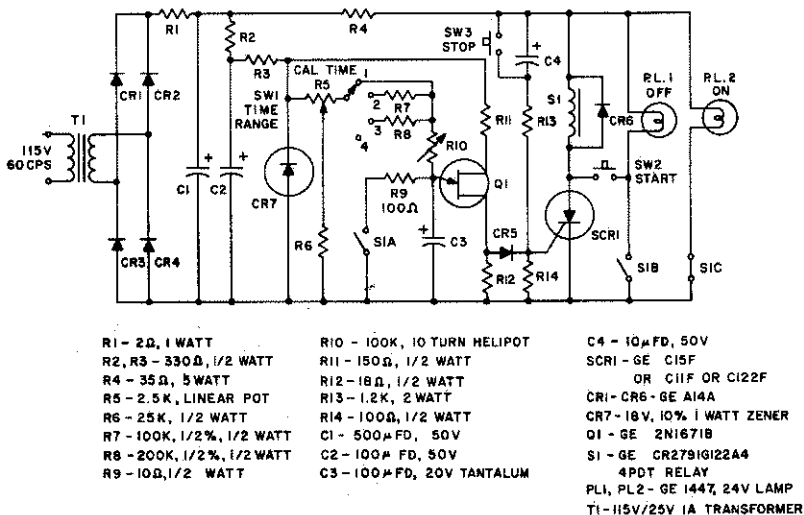 R1
R2
R3
R4
SW3
STOP
C4
CAL TIME
R5
1
SW1
TIME
RANGE
2
R7
3
R8
4
R10
R11
S1
R13
CR6
RL.1
OFF
RL.2
ON
CR1
CR2
T1
115V
60CPS
C1
C2
CR7
R9
100Ω
Q1
SW2
START
SCR1
CR3
CR4
R6
S1A
C3
CR5
R12
R14
S1B
S1C
R1-2Ω, 1 WATT
R2, R3-330Ω, 1/2 WATT
R4-35Ω, 5 WATT
R5-2.5K, LINEAR POT
R6-25K, 1/2 WATT
R7-100K, 1/2%, 1/2 WATT
R8-200K, 1/2%, 1/2 WATT
R9-10Ω, 1/2 WATT
R10-100K, 10 TURN HELIPOT
R11-150Ω, 1/2 WATT
R12-18Ω, 1/2 WATT
R13-1.2K, 2 WATT
R14-100Ω, 1/2 WATT
C1-500μFD, 50V
C2-100μ FD, 50V
C3-100μFD, 20V TANTALUM
C4-10μFD, 50V
SCR1-GE C15F
OR C11F OR C122F
CR1-CR6-GE A14A
CR7-18V, 10% 1 WATT ZENER
Q1-GE 2N1671B
S1-GE CR2791G122A4
4PDT RELAY
PL1, PL2-GE 1447, 24V LAMP
T1-115V/25V 1A TRANSFORMER